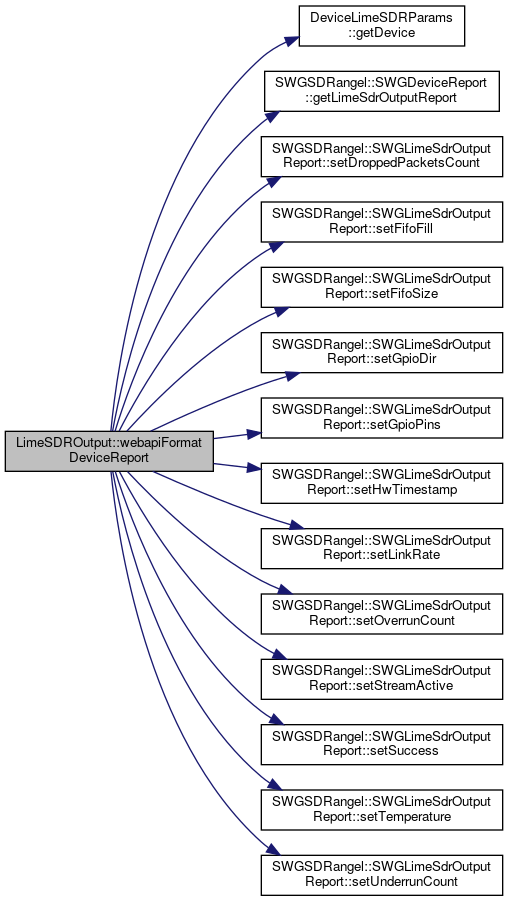 DeviceLimeSDRParams
::getDevice
SWGSDRangel::SWGDeviceReport
::getLimeSdrOutputReport
SWGSDRangel::SWGLimeSdrOutput
Report::setDroppedPacketsCount
SWGSDRangel::SWGLimeSdrOutput
Report::setFifoFill
SWGSDRangel::SWGLimeSdrOutput
Report::setFifoSize
SWGSDRangel::SWGLimeSdrOutput
Report::setGpioDir
SWGSDRangel::SWGLimeSdrOutput
Report::setGpioPins
LimeSDROutput::webapiFormat
DeviceReport
SWGSDRangel::SWGLimeSdrOutput
Report::setHwTimestamp
SWGSDRangel::SWGLimeSdrOutput
Report::setLinkRate
SWGSDRangel::SWGLimeSdrOutput
Report::setOverrunCount
SWGSDRangel::SWGLimeSdrOutput
Report::setStreamActive
SWGSDRangel::SWGLimeSdrOutput
Report::setSuccess
SWGSDRangel::SWGLimeSdrOutput
Report::setTemperature
SWGSDRangel::SWGLimeSdrOutput
Report::setUnderrunCount